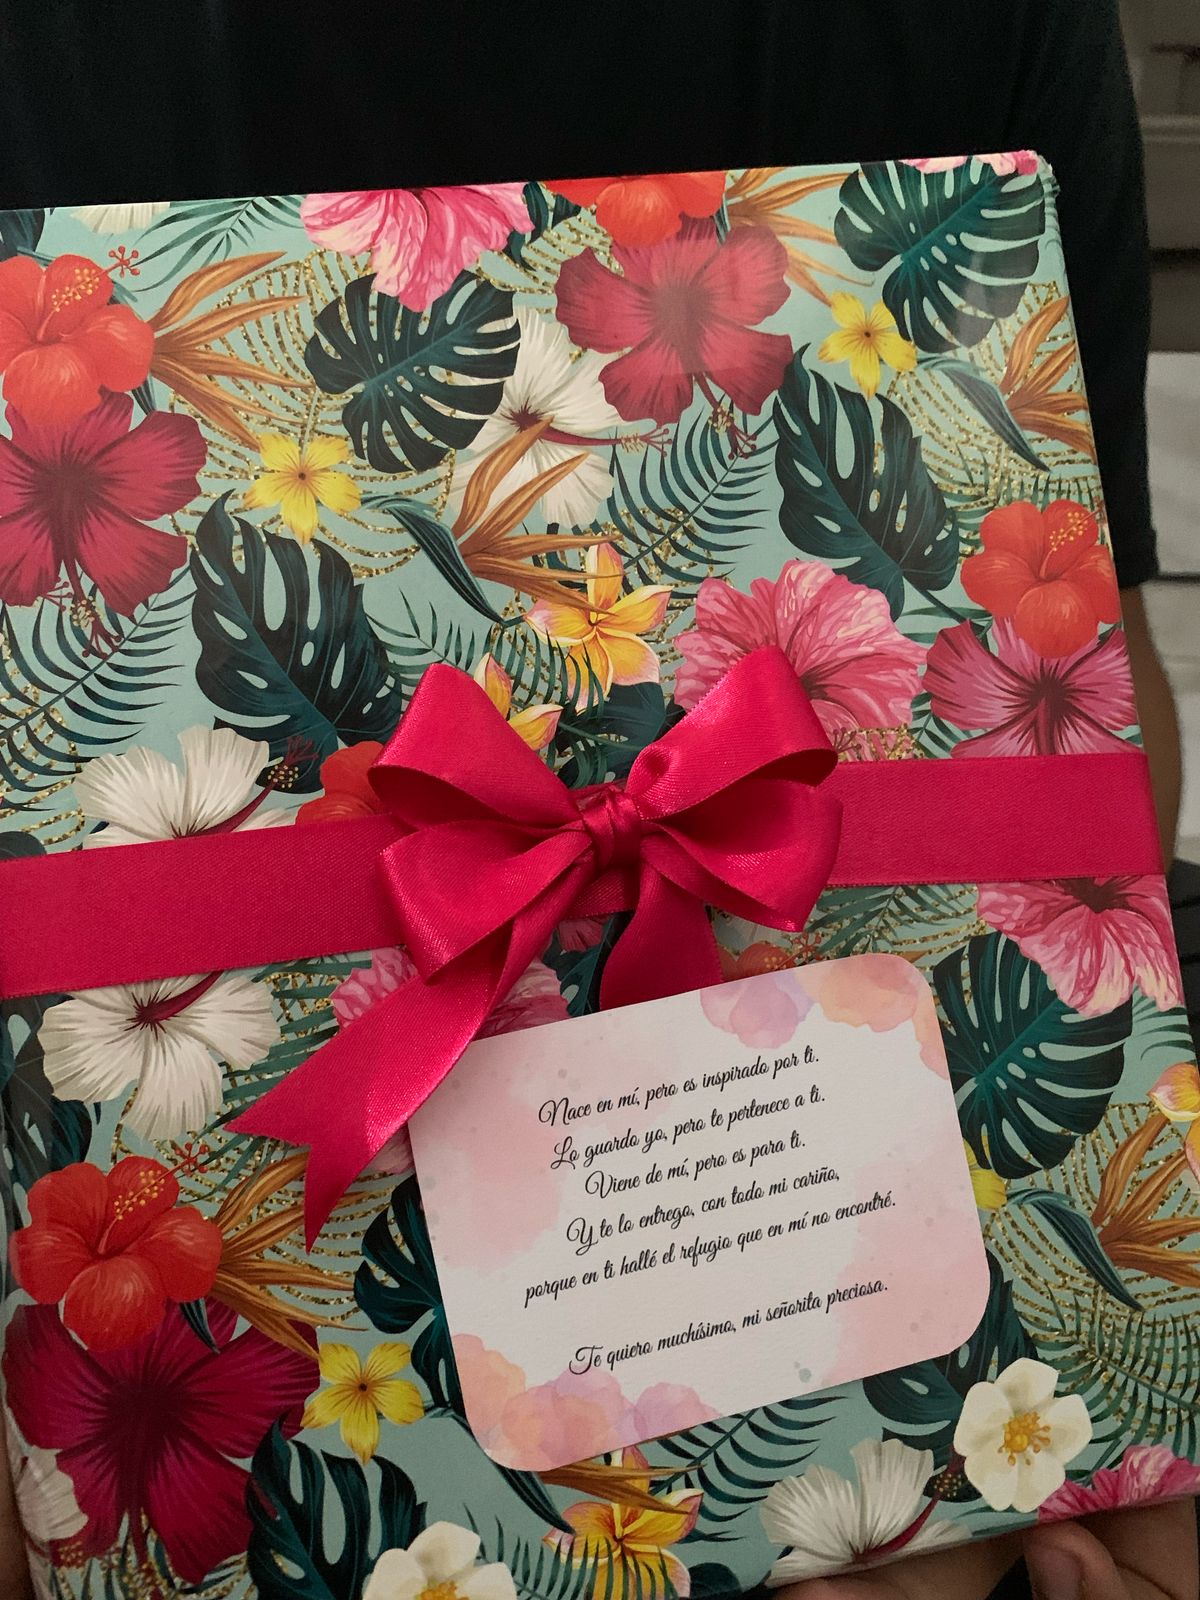 Nace en mí, pero es inspirado por ti.
Lo guardo yo, pero te pertenece a ti.
Viene de mí, pero es para ti.
Y te lo entrego, con todo mi cariño,
porque en ti hallé el refugio que en mí no encontré.
Te quiero muchísimo, mi señorita preciosa.